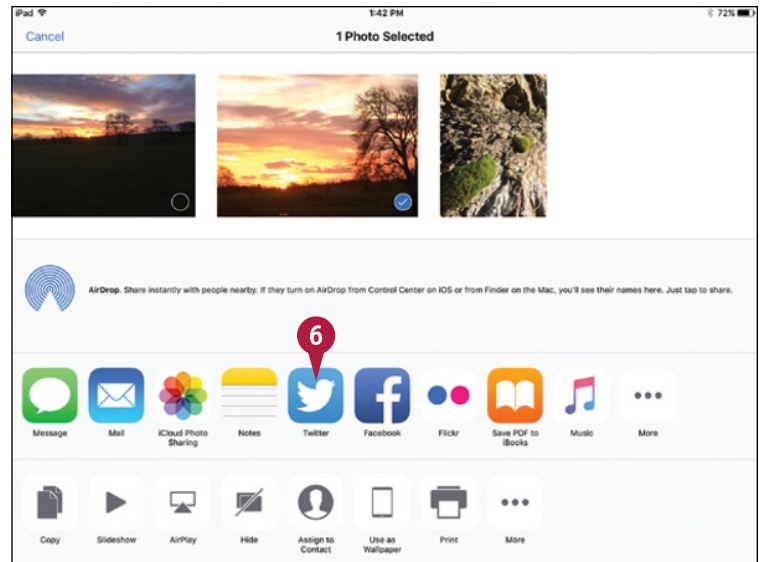 iPad 1:42 PM 72%
Cancel 1 Photo Selected
AirDrop. Share instantly with people nearby. If they turn on AirDrop from Control Center on iOS or from Finder on the Mac, you'll see their names here. Just tap to share.
6
Message Mail iCloud Photo Sharing Notes Twitter Facebook Flickr Save PDF to iBooks Music More
Copy Slideshow AirPlay Hide Assign to Contact Use as Wallpaper Print More